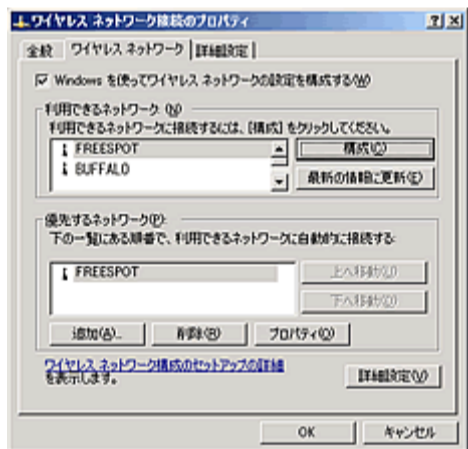 ワイヤレス ネットワーク接続のプロパティ
全般 ワイヤレス ネットワーク 詳細設定
Windows を使ってワイヤレス ネットワークの設定を構成する(W)
利用できるネットワーク(N)
利用できるネットワークに接続するには、[構成] をクリックしてください。
FREESPOT
BUFFALO
構成(C)
最新の情報に更新(E)
優先するネットワーク(P):
下の一覧にある順番で、利用できるネットワークに自動的に接続する:
FREESPOT
上へ移動(U)
下へ移動(D)
追加(A)... 削除(R) プロパティ(O)
ワイヤレス ネットワーク構成のセットアップの詳細
を表示します。
詳細設定(V)
OK キャンセル